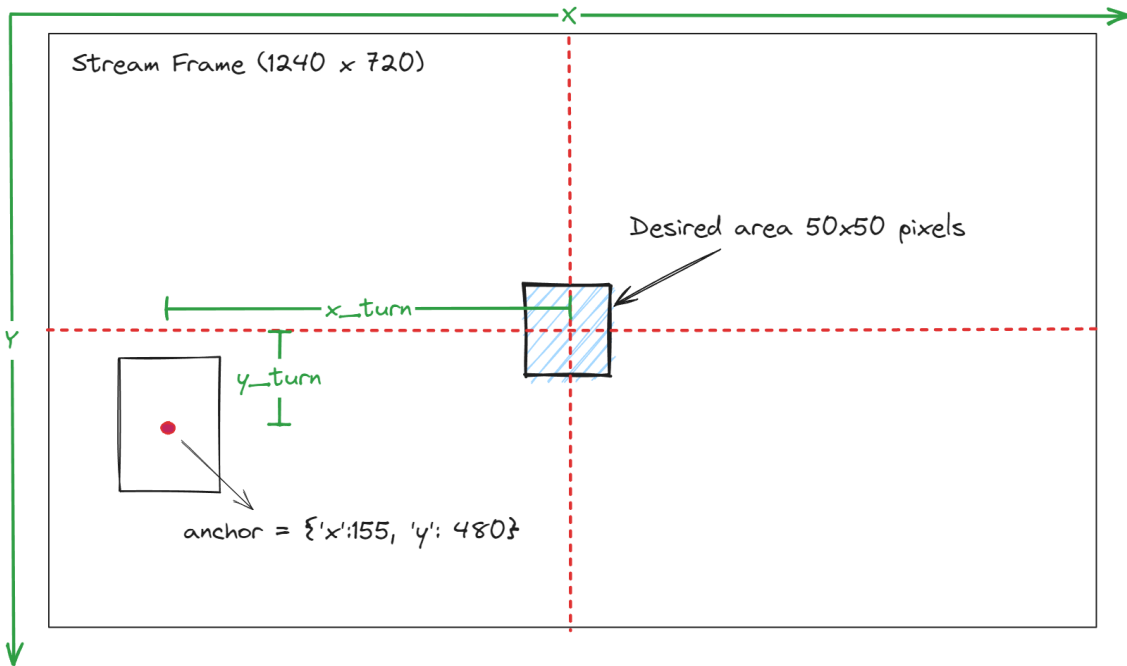 X
Stream Frame (1240 x 720)
Desired area 50x50 pixels
x_turn
Y
y_turn
anchor = {'x':155, 'y': 480}